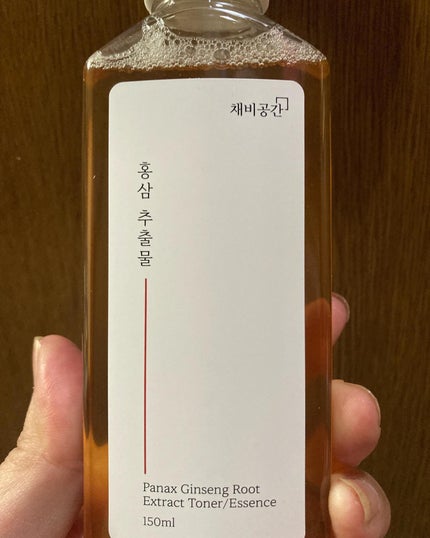 채비공간
홍삼 추출물
Panax Ginseng Root
Extract Toner/Essence
150ml